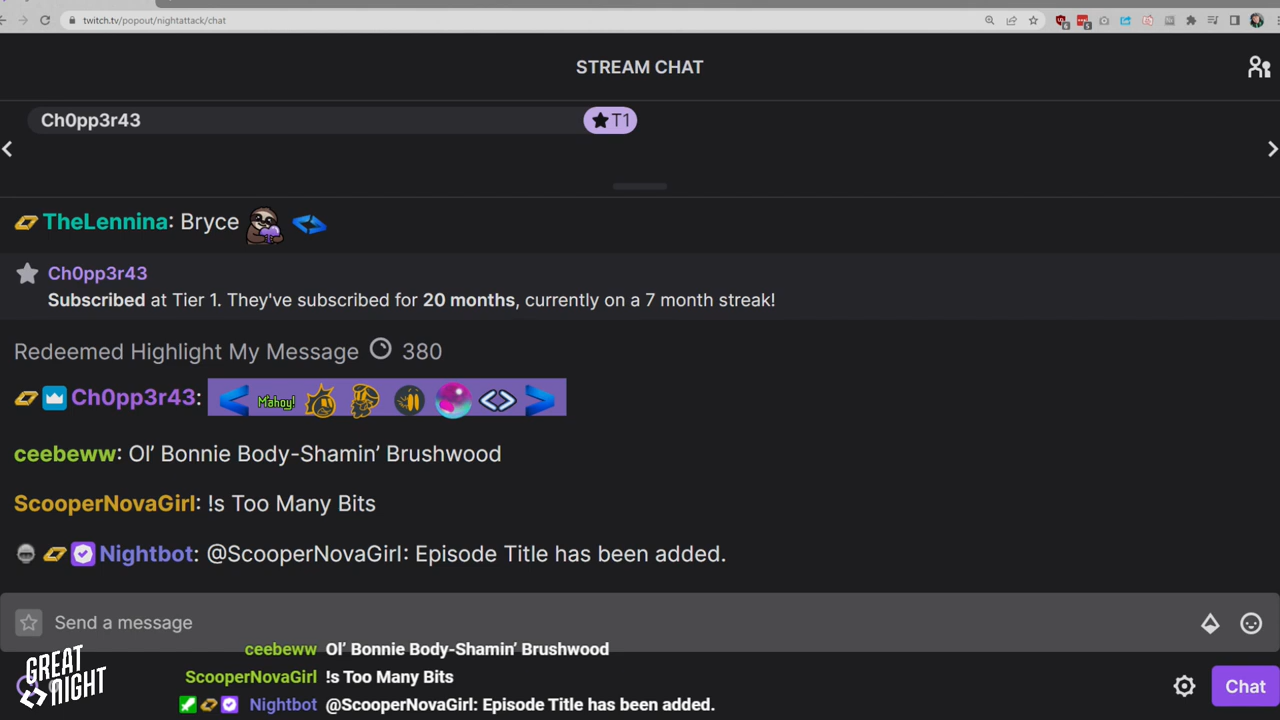 twitch.tv/popout/nightattack/chat
STREAM CHAT
Ch0pp3r43 T1
TheLennina: Bryce
Ch0pp3r43
Subscribed at Tier 1. They've subscribed for 20 months, currently on a 7 month streak!
Redeemed Highlight My Message 380
Ch0pp3r43: Mahoy!
ceebeww: Ol’ Bonnie Body-Shamin’ Brushwood
ScooperNovaGirl: !s Too Many Bits
Nightbot: @ScooperNovaGirl: Episode Title has been added.
Send a message
ceebeww Ol’ Bonnie Body-Shamin’ Brushwood
ScooperNovaGirl !s Too Many Bits
Nightbot @ScooperNovaGirl: Episode Title has been added.
GREAT
NIGHT
Chat